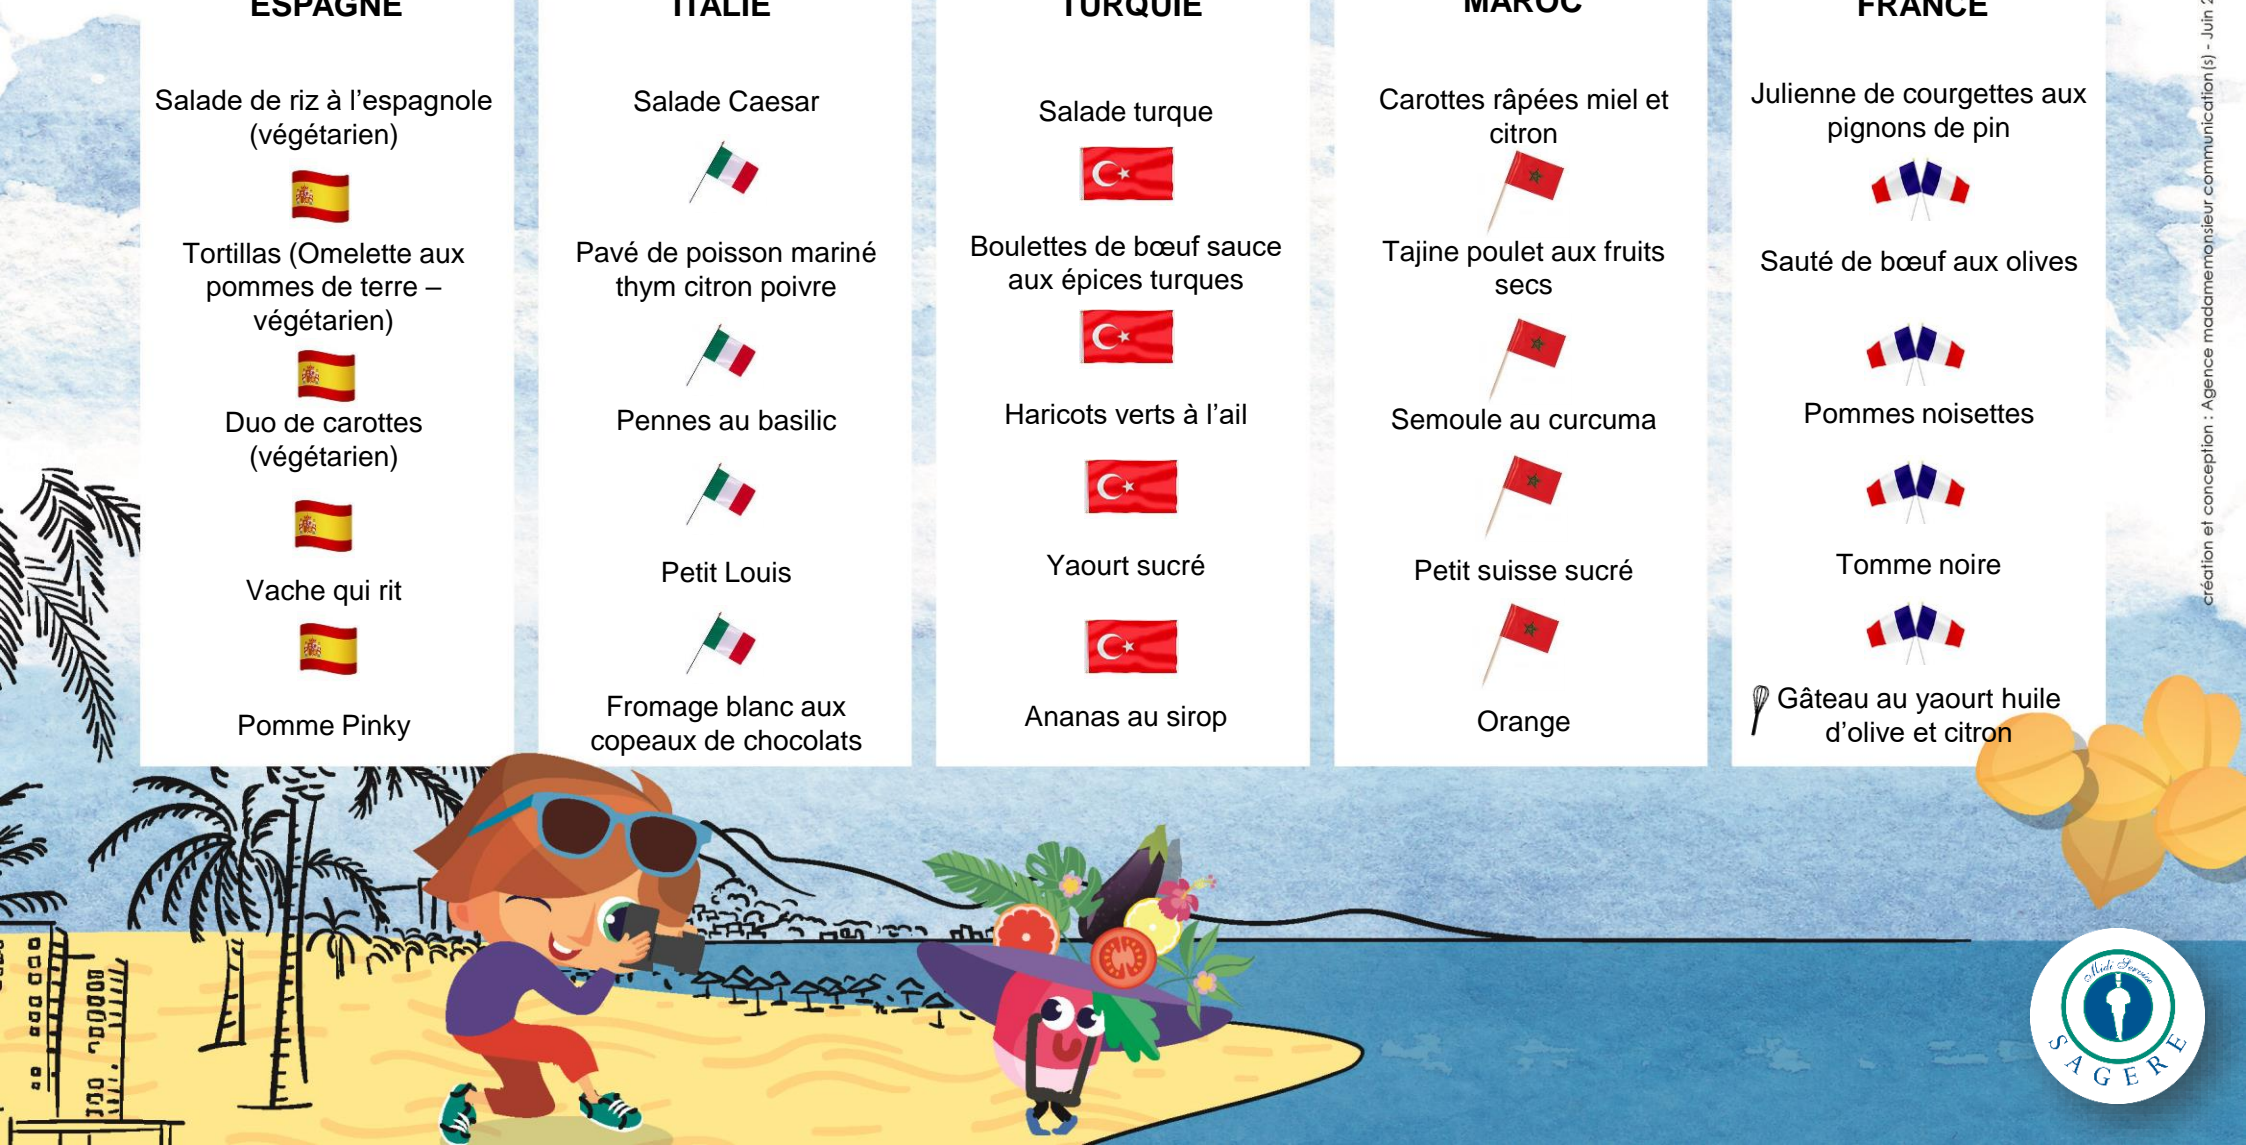 ESPAGNE
Salade de riz à l’espagnole
(végétarien)
Tortillas (Omelette aux
pommes de terre –
végétarien)
Duo de carottes
(végétarien)
Vache qui rit
Pomme Pinky
ITALIE
Salade Caesar
Pavé de poisson mariné
thym citron poivre
Pennes au basilic
Petit Louis
Fromage blanc aux
copeaux de chocolats
TURQUIE
Salade turque
Boulettes de bœuf sauce
aux épices turques
Haricots verts à l’ail
Yaourt sucré
Ananas au sirop
MAROC
Carottes râpées miel et
citron
Tajine poulet aux fruits
secs
Semoule au curcuma
Petit suisse sucré
Orange
FRANCE
Julienne de courgettes aux
pignons de pin
Sauté de bœuf aux olives
Pommes noisettes
Tomme noire
Gâteau au yaourt huile
d’olive et citron
création et conception : Agence madamemonsieur communication(s) - Juin 2
Midi Service
SAGERE